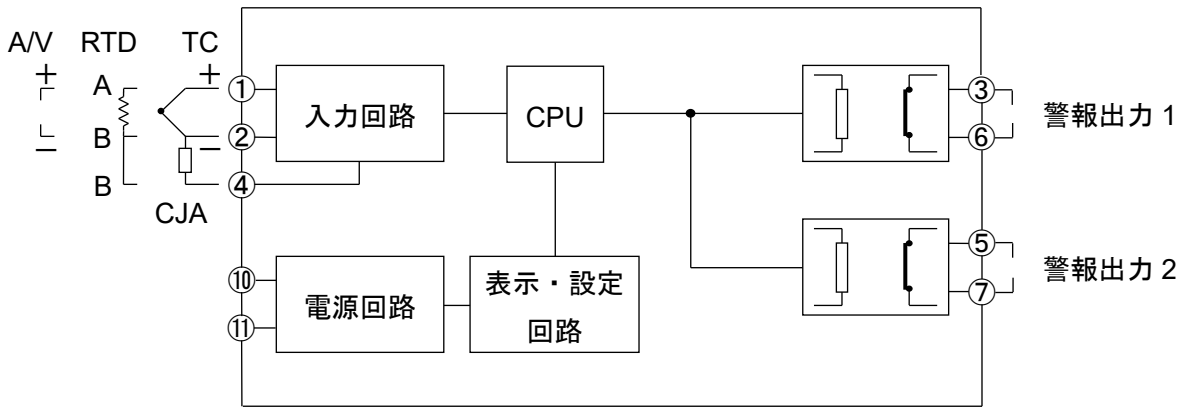 A/V RTD TC
+ A + ① 入力回路 CPU ③ 警報出力 1
− B − ② ⑥
B ④
CJA
⑩ 電源回路 表示・設定
回路
⑪
⑤ 警報出力 2
⑦